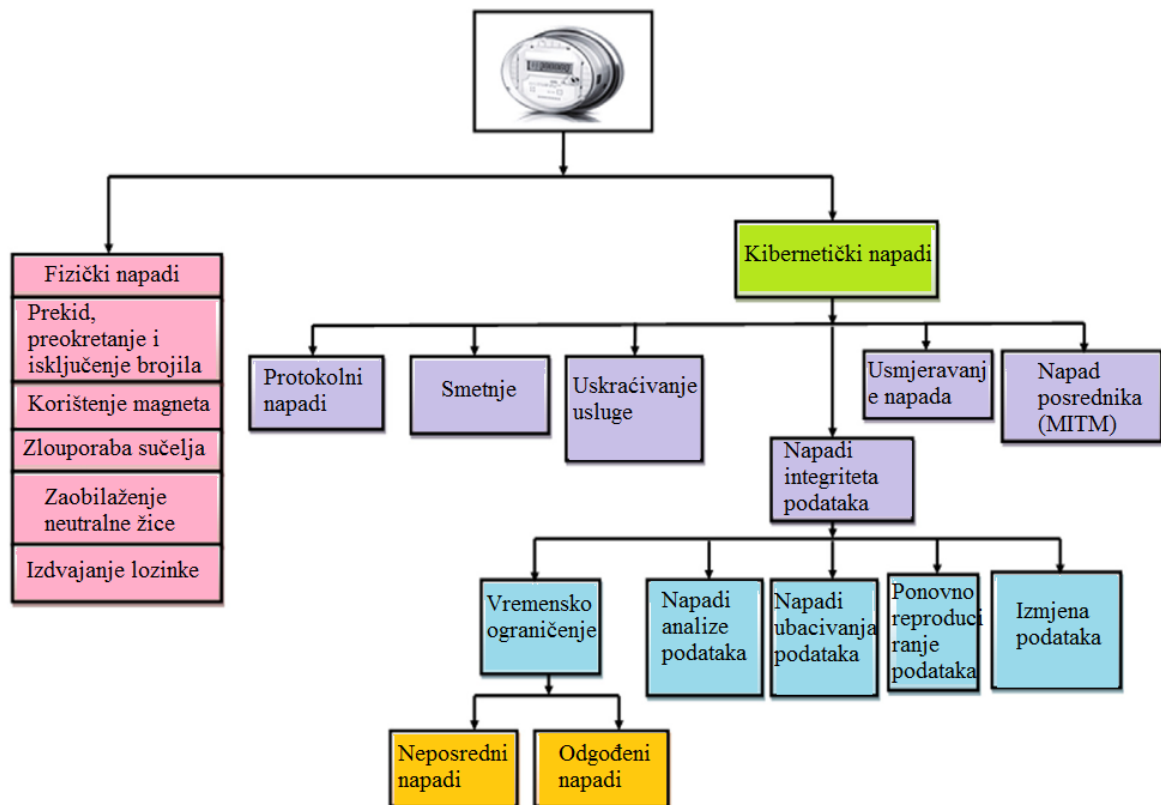 Fizički napadi
Prekid,
preokretanje i
isključenje brojila
Korištenje magneta
Zlouporaba sučelja
Zaobilaženje
neutralne žice
Izdvajanje lozinke
Kibernetički napadi
Protokolni
napadi
Smetnje
Uskraćivanje
usluge
Usmjeravanj
e napada
Napad
posrednika
(MITM)
Napadi
integriteta
podataka
Vremensko
ograničenje
Napadi
analize
podataka
Napadi
ubacivanja
podataka
Ponovno
reproduci
ranje
podataka
Izmjena
podataka
Neposredni
napadi
Odgođeni
napadi